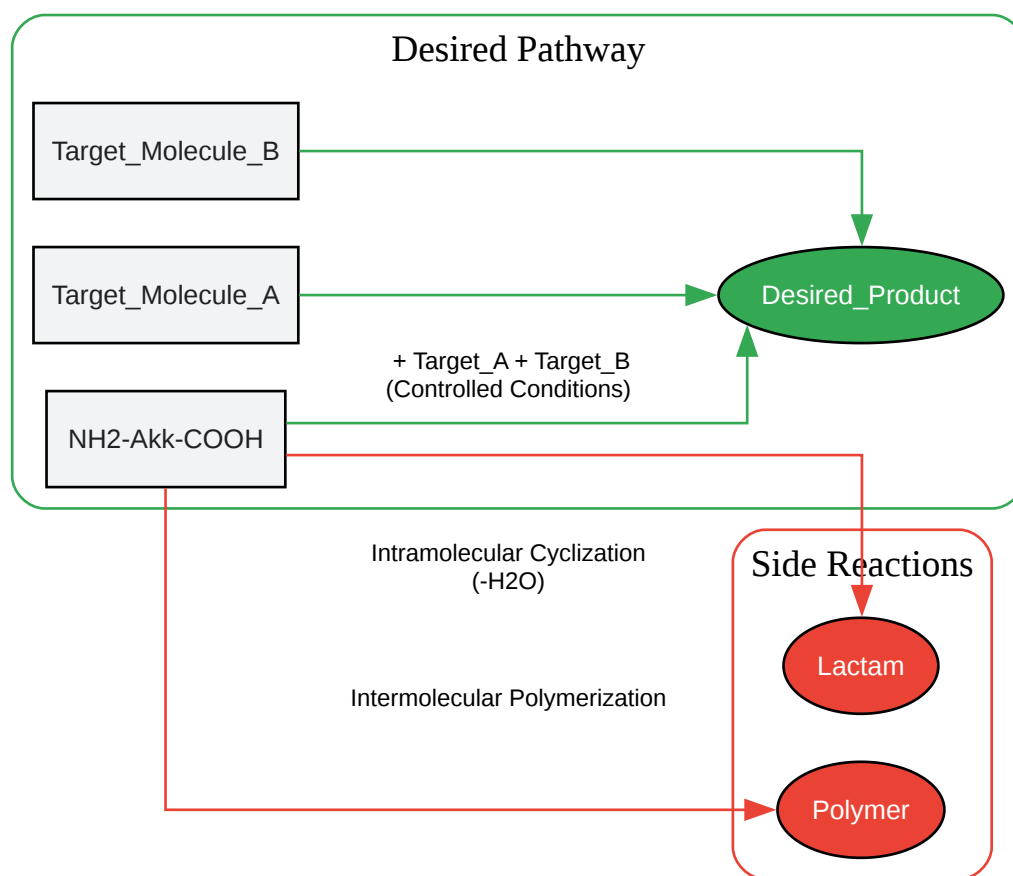 Desired Pathway
Target_Molecule_B
Target_Molecule_A
Desired_Product
+ Target_A + Target_B
(Controlled Conditions)
NH2-Akk-COOH
Intramolecular Cyclization
(-H2O)
Side Reactions
Lactam
Intermolecular Polymerization
Polymer